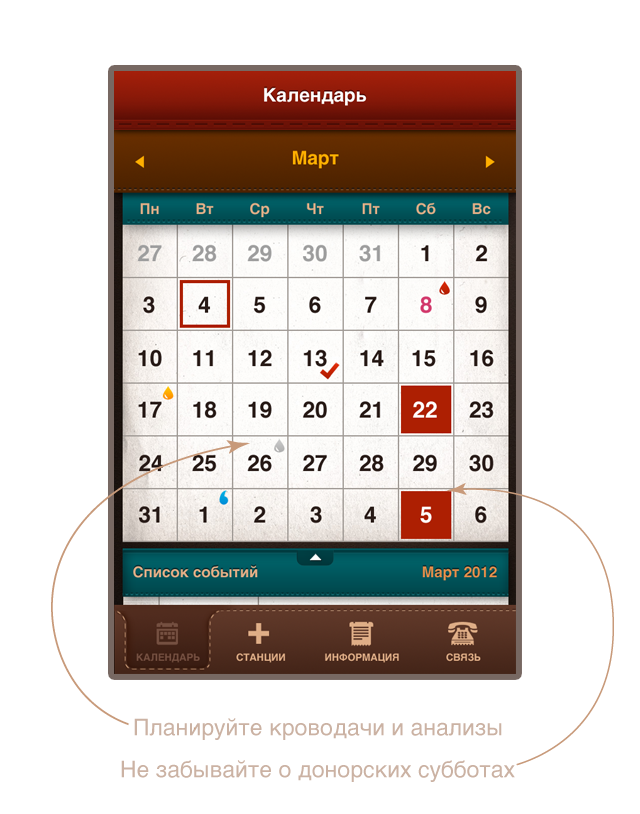 Календарь
Март
Пн Вт Ср Чт Пт Сб Вс
27 28 29 30 31 1 2
3 4 5 6 7 8 9
10 11 12 13 14 15 16
17 18 19 20 21 22 23
24 25 26 27 28 29 30
31 1 2 3 4 5 6
Список событий Март 2012
КАЛЕНДАРЬ СТАНЦИИ ИНФОРМАЦИЯ СВЯЗЬ
Планируйте кроводачи и анализы
Не забывайте о донорских субботах